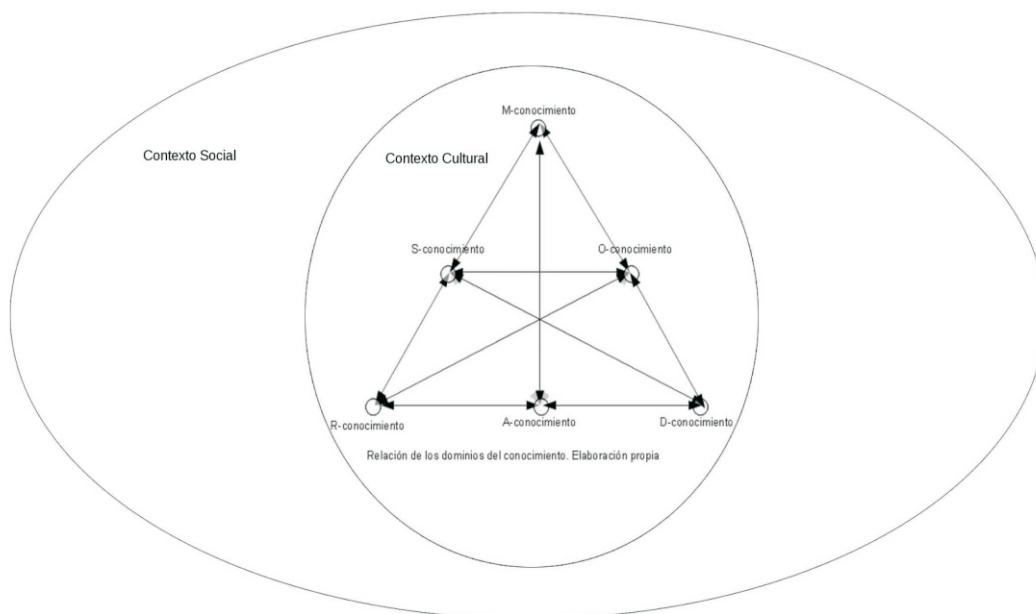 M-conocimiento
Contexto Social
Contexto Cultural
S-conocimiento
O-conocimiento
R-conocimiento
A-conocimiento
D-conocimiento
Relación de los dominios del conocimiento. Elaboración propia